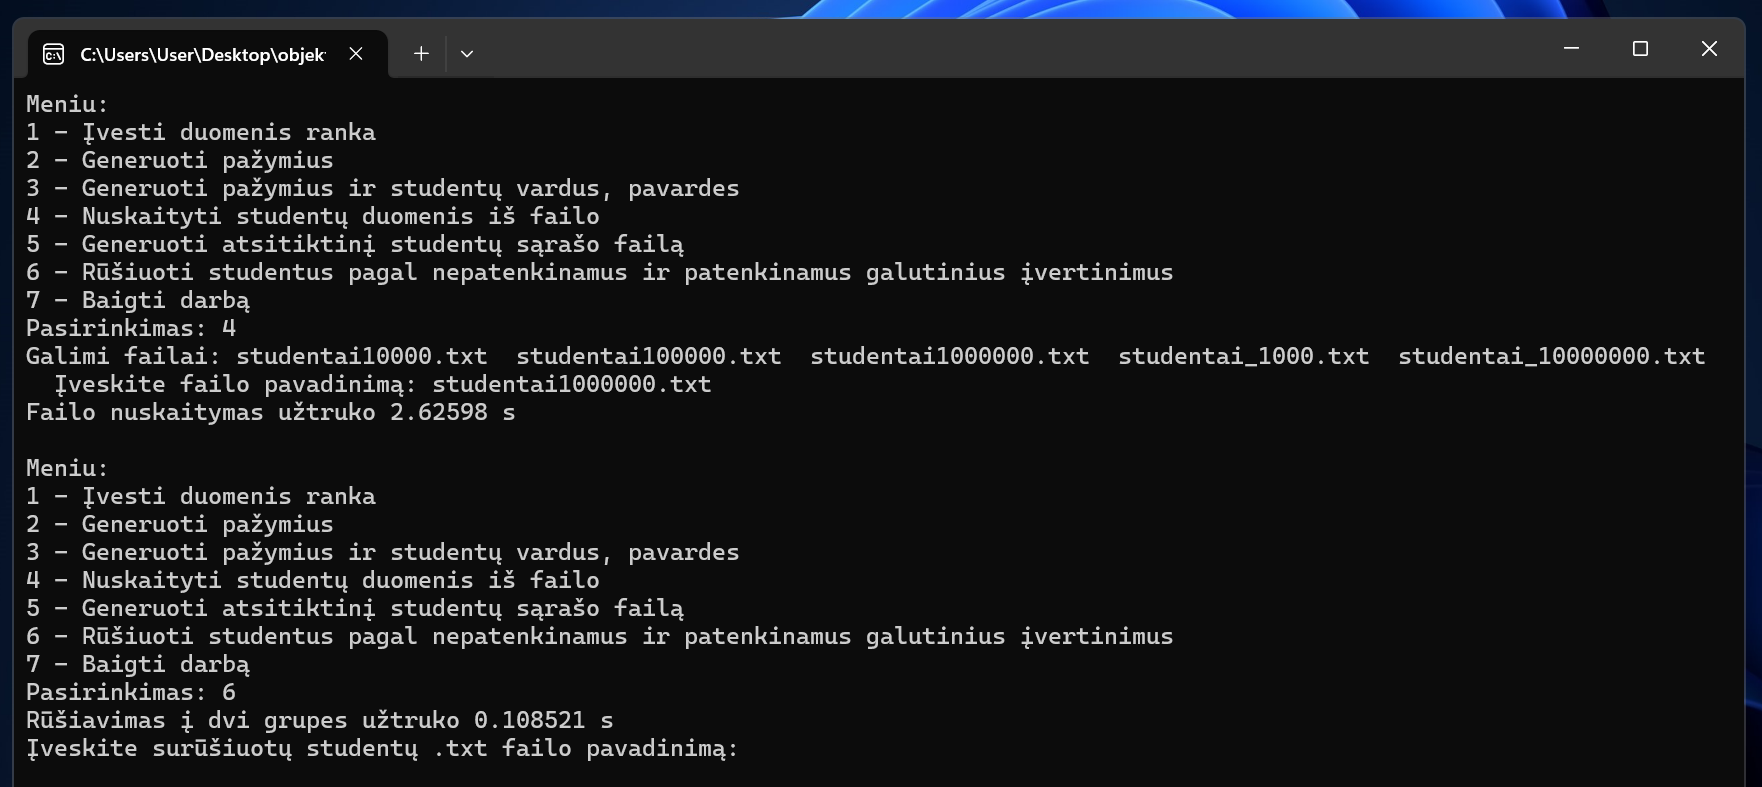 C:\Users\User\Desktop\objek
Meniu:
1 - Įvesti duomenis ranka
2 - Generuoti pažymius
3 - Generuoti pažymius ir studentų vardus, pavardes
4 - Nuskaityti studentų duomenis iš failo
5 - Generuoti atsitiktinį studentų sąrašo failą
6 - Rūšiuoti studentus pagal nepatenkinamus ir patenkinamus galutinius įvertinimus
7 - Baigti darbą
Pasirinkimas: 4
Galimi failai: studentai10000.txt  studentai100000.txt  studentai1000000.txt  studentai_1000.txt  studentai_10000000.txt
  Įveskite failo pavadinimą: studentai1000000.txt
Failo nuskaitymas užtruko 2.62598 s
Meniu:
1 - Įvesti duomenis ranka
2 - Generuoti pažymius
3 - Generuoti pažymius ir studentų vardus, pavardes
4 - Nuskaityti studentų duomenis iš failo
5 - Generuoti atsitiktinį studentų sąrašo failą
6 - Rūšiuoti studentus pagal nepatenkinamus ir patenkinamus galutinius įvertinimus
7 - Baigti darbą
Pasirinkimas: 6
Rūšiavimas į dvi grupes užtruko 0.108521 s
Įveskite surūšiuotų studentų .txt failo pavadinimą: